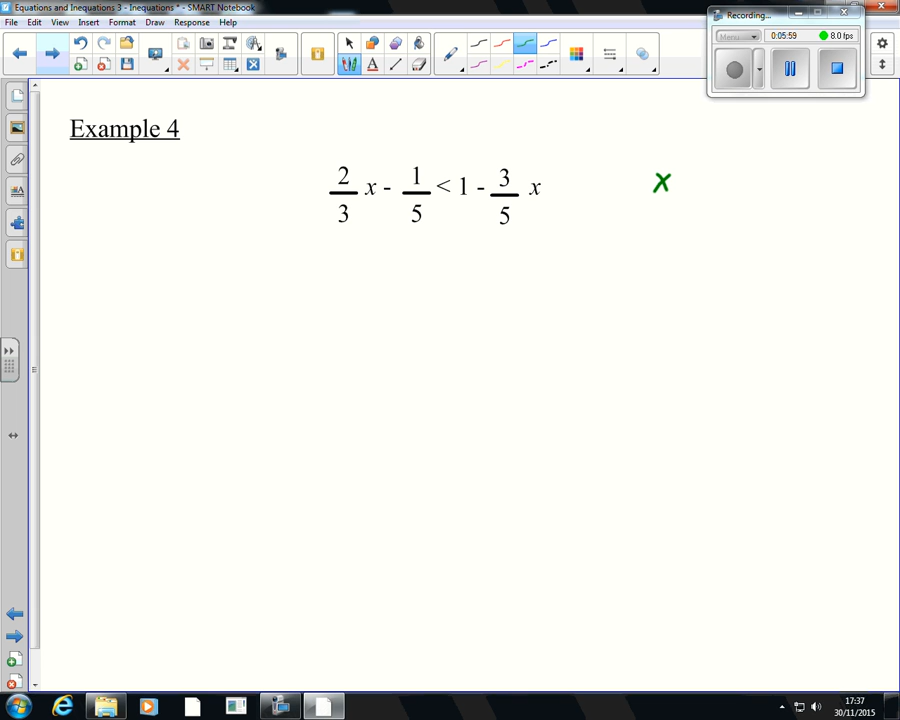 Equations and Inequations 3 - Inequations * - SMART Notebook
File Edit View Insert Format Draw Response Help
Recording...
Menu
0:05:59
8.0 fps
Example 4
2/3 x - 1/5 < 1 - 3/5 x
×
17:37
30/11/2015